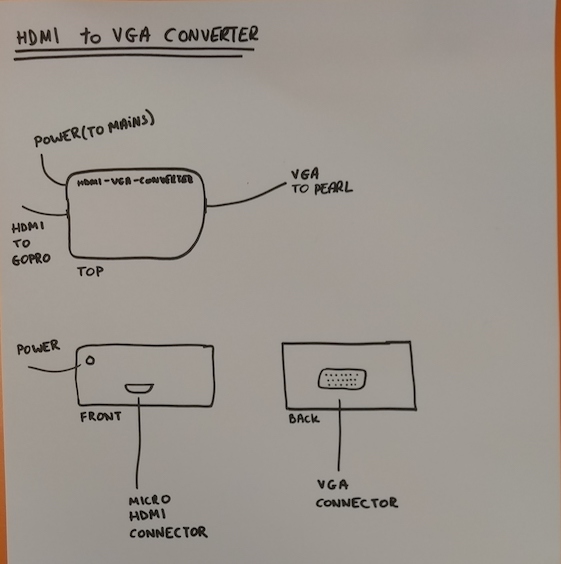 HDMI to VGA CONVERTER
POWER(TO MAINS)
HDMI-VGA-CONVERTER
VGA
TO PEARL
HDMI
TO
GOPRO
TOP
POWER
FRONT
BACK
MICRO
HDMI
CONNECTOR
VGA
CONNECTOR